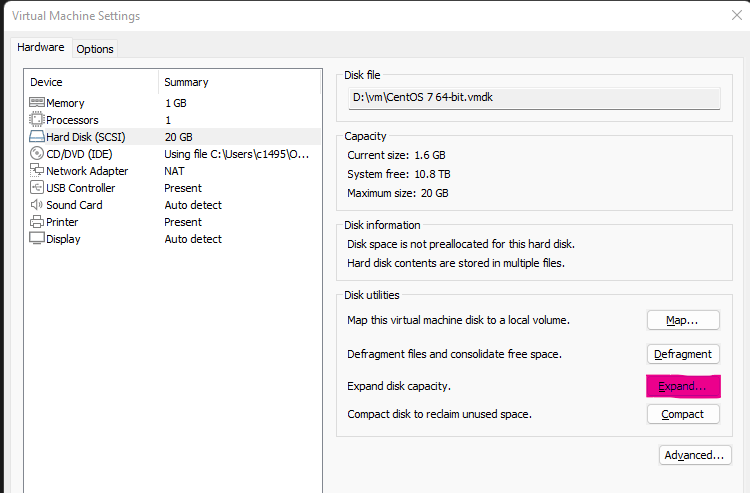 Virtual Machine Settings
Hardware
Options
Device Summary
Memory 1 GB
Processors 1
Hard Disk (SCSI) 20 GB
CD/DVD (IDE) Using file C:\Users\c1495\O...
Network Adapter NAT
USB Controller Present
Sound Card Auto detect
Printer Present
Display Auto detect
Disk file
D:\vm\CentOS 7 64-bit.vmdk
Capacity
Current size: 1.6 GB
System free: 10.8 TB
Maximum size: 20 GB
Disk information
Disk space is not preallocated for this hard disk.
Hard disk contents are stored in multiple files.
Disk utilities
Map this virtual machine disk to a local volume. Map...
Defragment files and consolidate free space. Defragment
Expand disk capacity. Expand...
Compact disk to reclaim unused space. Compact
Advanced...